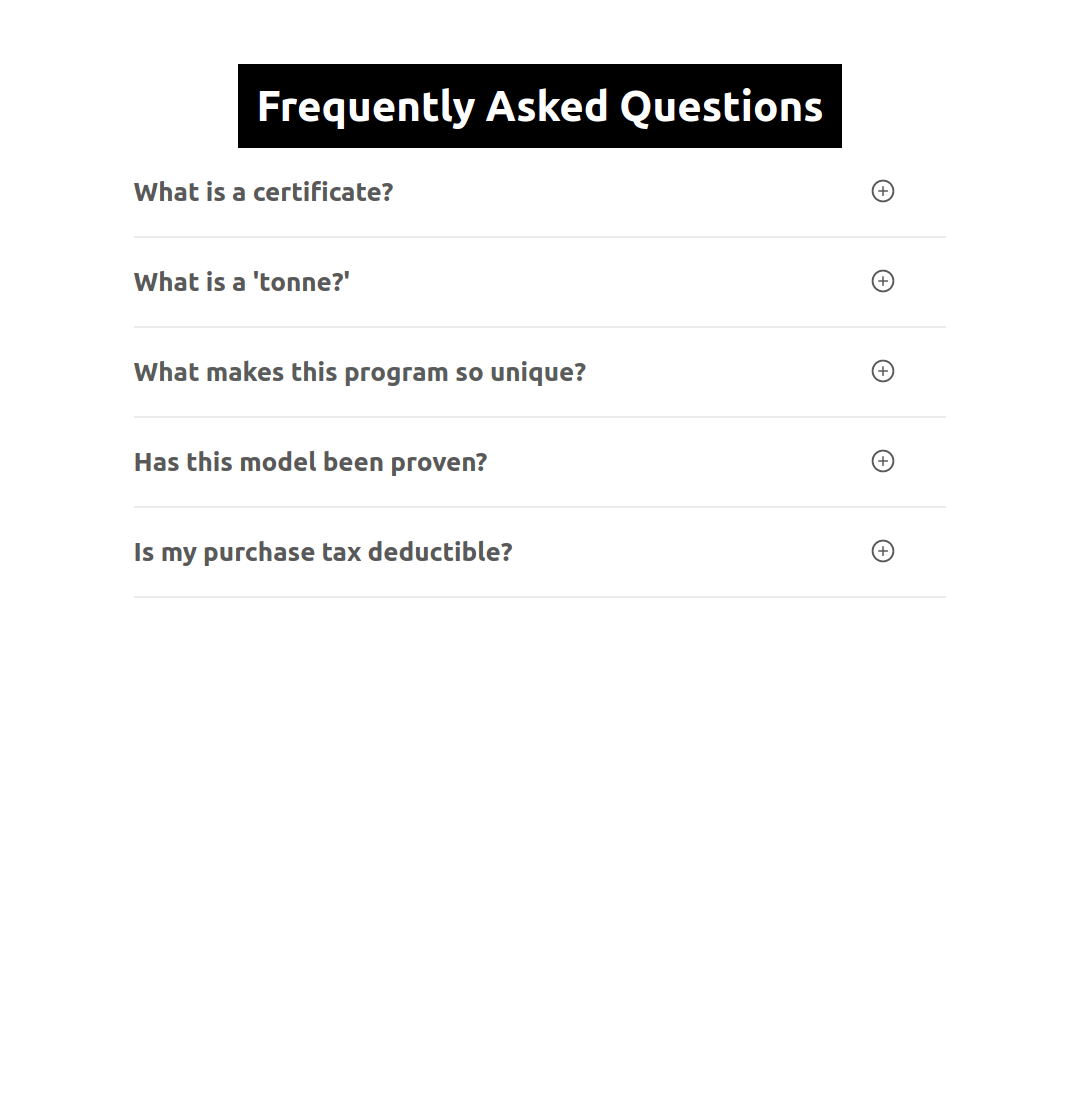 Frequently Asked Questions
What is a certificate?
What is a 'tonne?'
What makes this program so unique?
Has this model been proven?
Is my purchase tax deductible?